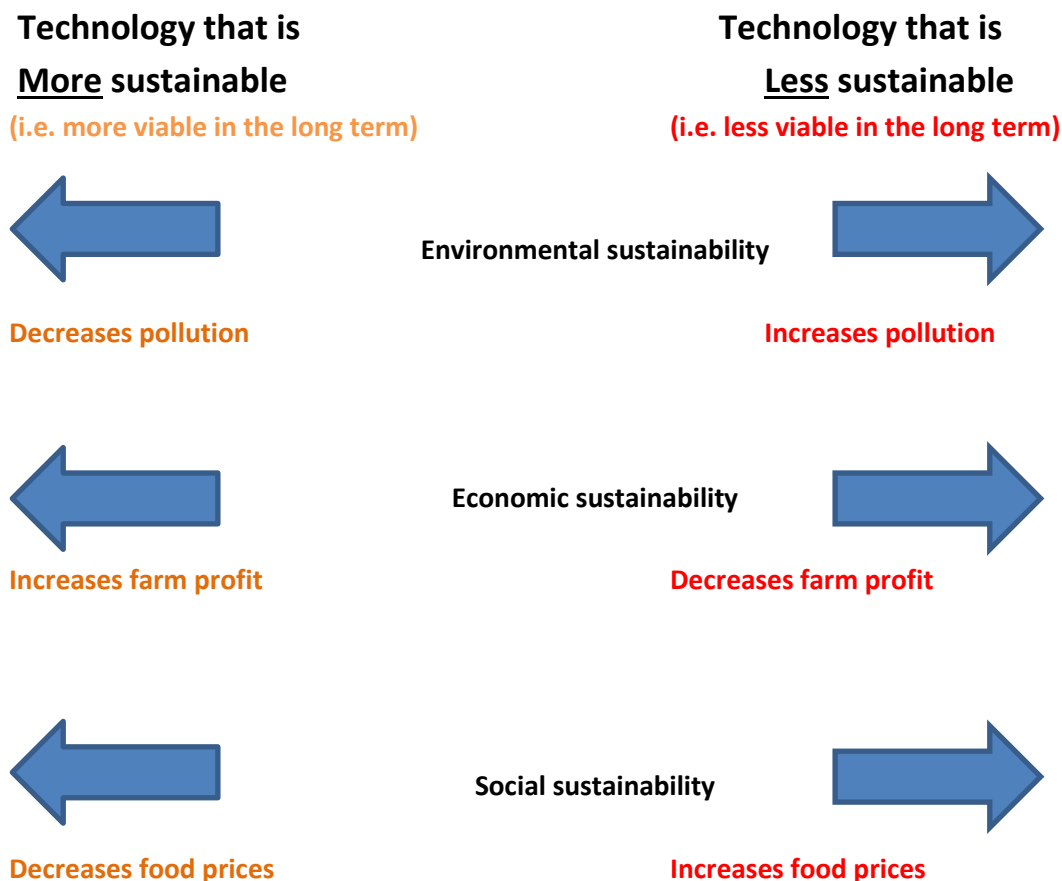 Technology that is
More sustainable
(i.e. more viable in the long term)
Technology that is
Less sustainable
(i.e. less viable in the long term)
Environmental sustainability
Decreases pollution
Increases pollution
Economic sustainability
Increases farm profit
Decreases farm profit
Social sustainability
Decreases food prices
Increases food prices